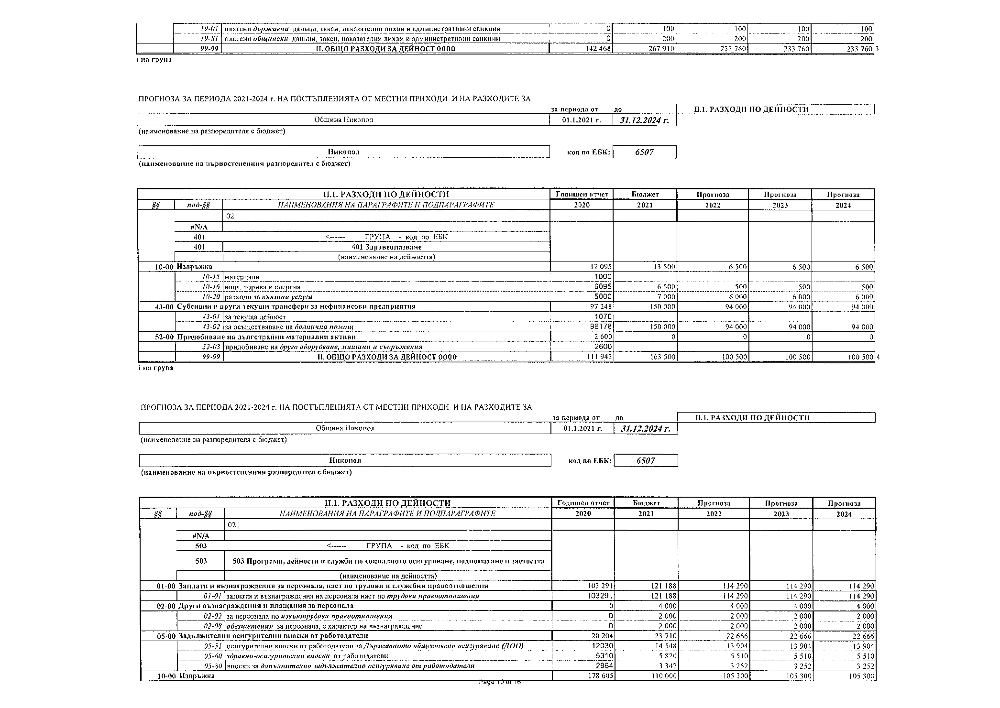 19-01 платени държавни данъци, такси, наказателни лихви и административни санкции 0 100 100 100 100
19-81 платени общински данъци, такси, наказателни лихви и административни санкции 0 200 200 200 200
99-99 II. ОБЩО РАЗХОДИ ЗА ДЕЙНОСТ 0000 142 468 267 910 233 760 233 760 233 760 3
і на група
ПРОГНОЗА ЗА ПЕРИОДА 2021-2024 г. НА ПОСТЪПЛЕНИЯТА ОТ МЕСТНИ ПРИХОДИ И НА РАЗХОДИТЕ ЗА
за периода от до II.1. РАЗХОДИ ПО ДЕЙНОСТИ
Община Никопол 01.1.2021 г. 31.12.2024 г.
(наименование на разпоредителя с бюджет)
Никопол код по ЕБК: 6507
(наименование на първостепенния разпоредител с бюджет)
II.1. РАЗХОДИ ПО ДЕЙНОСТИ Годишен отчет Бюджет Прогноза Прогноза Прогноза
§§ под-§§ НАИМЕНОВАНИЯ НА ПАРАГРАФИТЕ И ПОДПАРАГРАФИТЕ 2020 2021 2022 2023 2024
02 ¦
#N/A
401 <------ ГРУПА - код по ЕБК
401 401 Здравеопазване
(наименование на дейността)
10-00 Издръжка 12 095 13 500 6 500 6 500 6 500
10-15 материали 1000
10-16 вода, горива и енергия 6095 6 500 500 500 500
10-20 разходи за външни услуги 5000 7 000 6 000 6 000 6 000
43-00 Субсидии и други текущи трансфери за нефинансови предприятия 97 248 150 000 94 000 94 000 94 000
43-01 за текуща дейност 1070
43-02 за осъществяване на болнична помощ 96178 150 000 94 000 94 000 94 000
52-00 Придобиване на дълготрайни материални активи 2 600 0 0 0 0
52-03 придобиване на друго оборудване, машини и съоръжения 2600
99-99 II. ОБЩО РАЗХОДИ ЗА ДЕЙНОСТ 0000 111 943 163 500 100 500 100 500 100 500 4
і на група
ПРОГНОЗА ЗА ПЕРИОДА 2021-2024 г. НА ПОСТЪПЛЕНИЯТА ОТ МЕСТНИ ПРИХОДИ И НА РАЗХОДИТЕ ЗА
за периода от до II.1. РАЗХОДИ ПО ДЕЙНОСТИ
Община Никопол 01.1.2021 г. 31.12.2024 г.
(наименование на разпоредителя с бюджет)
Никопол код по ЕБК: 6507
(наименование на първостепенния разпоредител с бюджет)
II.1. РАЗХОДИ ПО ДЕЙНОСТИ Годишен отчет Бюджет Прогноза Прогноза Прогноза
§§ под-§§ НАИМЕНОВАНИЯ НА ПАРАГРАФИТЕ И ПОДПАРАГРАФИТЕ 2020 2021 2022 2023 2024
02 ¦
#N/A
503 <------ ГРУПА - код по ЕБК
503 503 Програми, дейности и служби по социалното осигуряване, подпомагане и заетостта
(наименование на дейността)
01-00 Заплати и възнаграждения за персонала, нает по трудови и служебни правоотношения 103 291 121 188 114 290 114 290 114 290
01-01 заплати и възнаграждения на персонала нает по трудови правоотношения 103291 121 188 114 290 114 290 114 290
02-00 Други възнаграждения и плащания за персонала 0 4 000 4 000 4 000 4 000
02-02 за персонала по извънтрудови правоотношения 0 2 000 2 000 2 000 2 000
02-08 обезщетения за персонала, с характер на възнаграждение 0 2 000 2 000 2 000 2 000
05-00 Задължителни осигурителни вноски от работодатели 20 204 23 710 22 666 22 666 22 666
05-51 осигурителни вноски от работодатели за Държавното обществено осигуряване (ДОО) 12030 14 548 13 904 13 904 13 904
05-60 здравно-осигурителни вноски от работодатели 5310 5 820 5 510 5 510 5 510
05-80 вноски за допълнително задължително осигуряване от работодатели 2864 3 342 3 252 3 252 3 252
10-00 Издръжка 178 605 110 000 105 300 105 300 105 300
Page 10 of 16